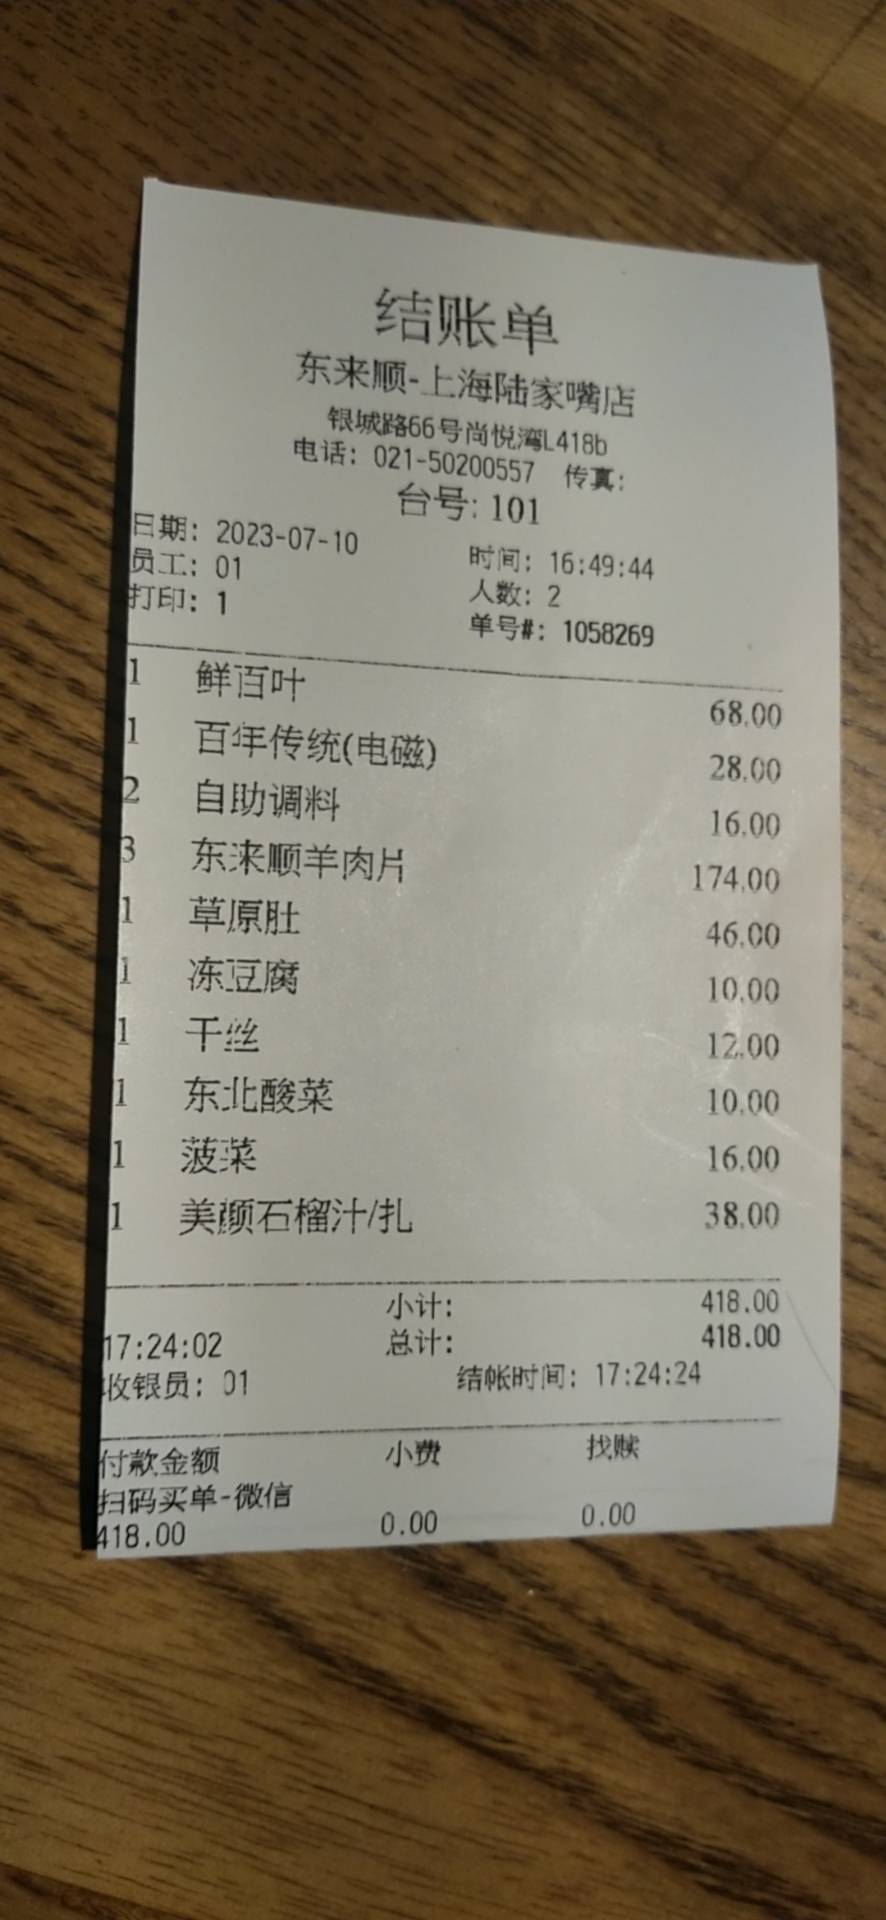 结账单
东来顺-上海陆家嘴店
银城路66号尚悦湾L418b
电话: 021-50200557 传真:
台号: 101
日期: 2023-07-10 时间: 16:49:44
员工: 01 人数: 2
打印: 1 单号#: 1058269
1 鲜百叶 68.00
1 百年传统(电磁) 28.00
2 自助调料 16.00
3 东来顺羊肉片 174.00
1 草原肚 46.00
1 冻豆腐 10.00
1 干丝 12.00
1 东北酸菜 10.00
1 菠菜 16.00
1 美颜石榴汁/扎 38.00
小计: 418.00
17:24:02 总计: 418.00
收银员: 01 结帐时间: 17:24:24
付款金额 小费 找赎
扫码买单-微信
418.00 0.00 0.00